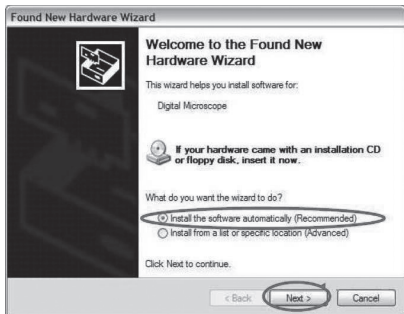 Found New Hardware Wizard
Welcome to the Found New
Hardware Wizard
This wizard helps you install software for:
Digital Microscope
If your hardware came with an installation CD
or floppy disk, insert it now.
What do you want the wizard to do?
Install the software automatically (Recommended)
Install from a list or specific location (Advanced)
Click Next to continue.
< Back
Next >
Cancel